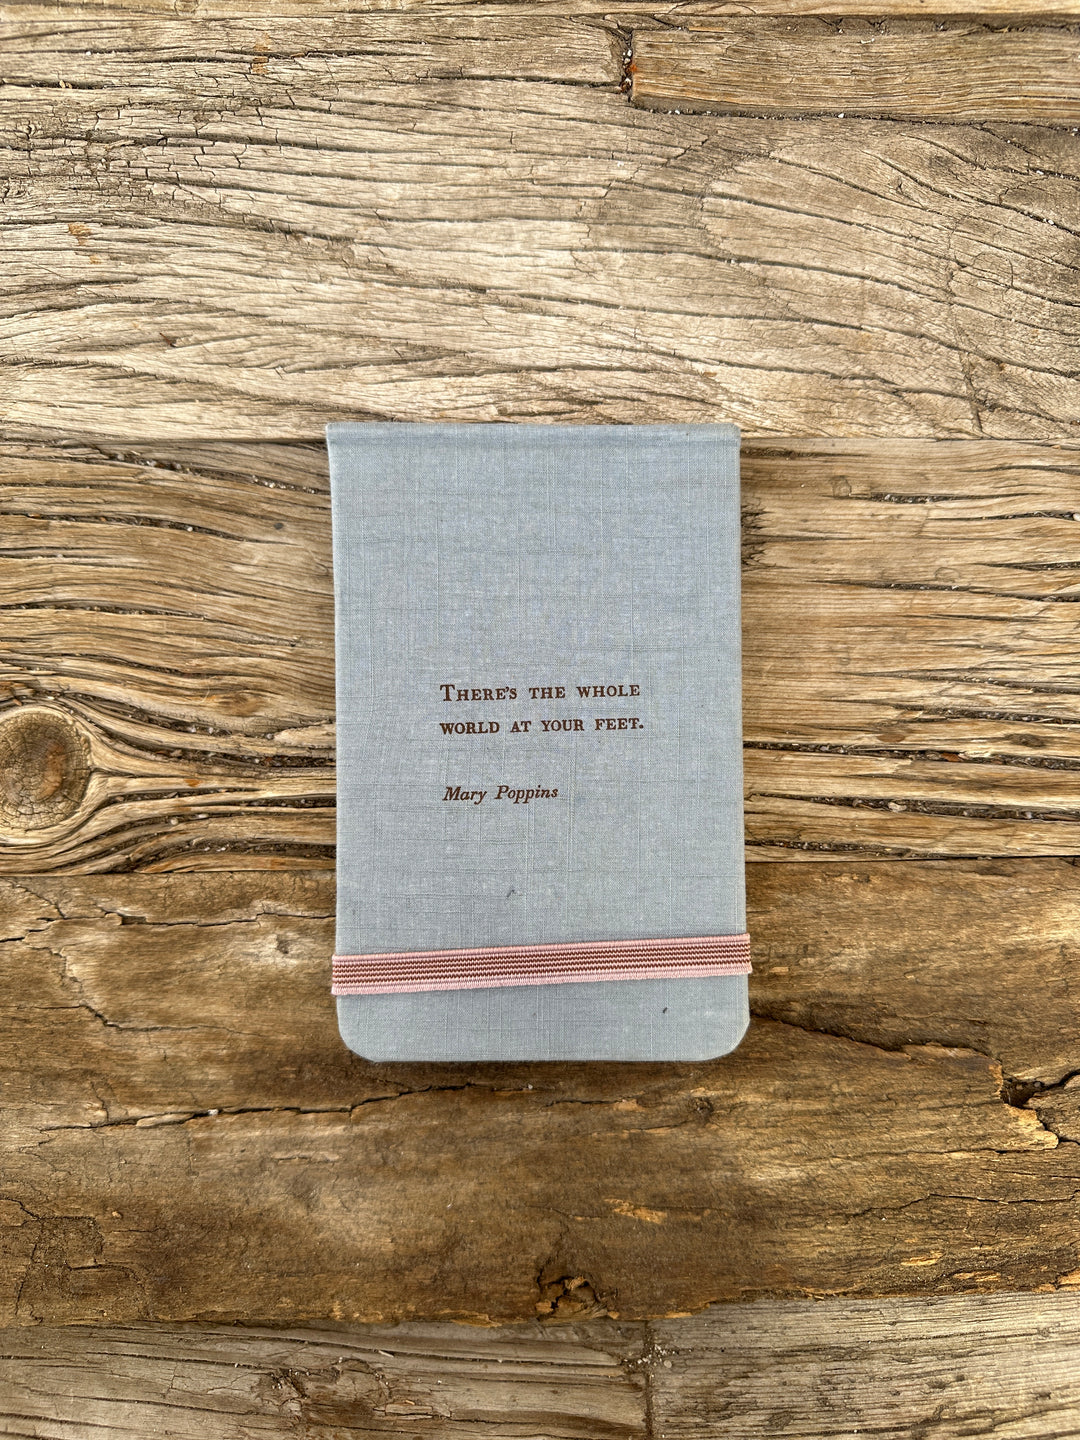 There's the whole
world at your feet.
Mary Poppins